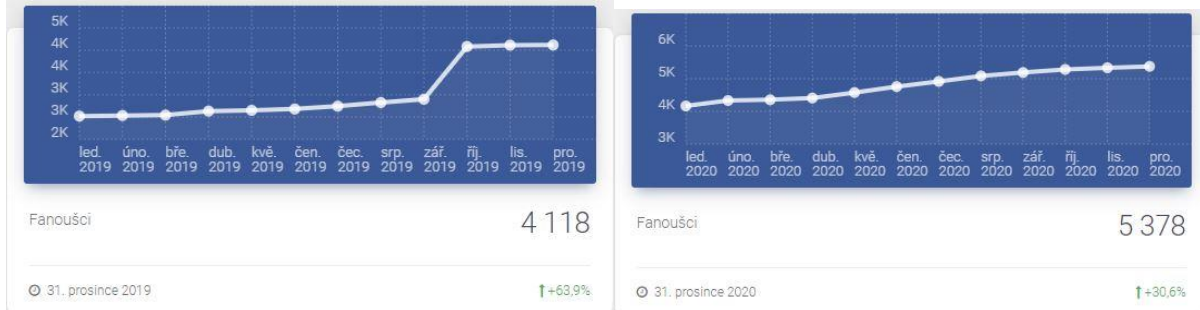 5K
4K
4K
3K
3K
2K
led. úno. bře. dub. kvě. čen. čec. srp. zář. říj. lis. pro.
2019 2019 2019 2019 2019 2019 2019 2019 2019 2019 2019 2019
Fanoušci 4 118
31. prosince 2019 +63,9%
6K
5K
4K
3K
led. úno. bře. dub. kvě. čen. čec. srp. zář. říj. lis. pro.
2020 2020 2020 2020 2020 2020 2020 2020 2020 2020 2020 2020
Fanoušci 5 378
31. prosince 2020 +30,6%